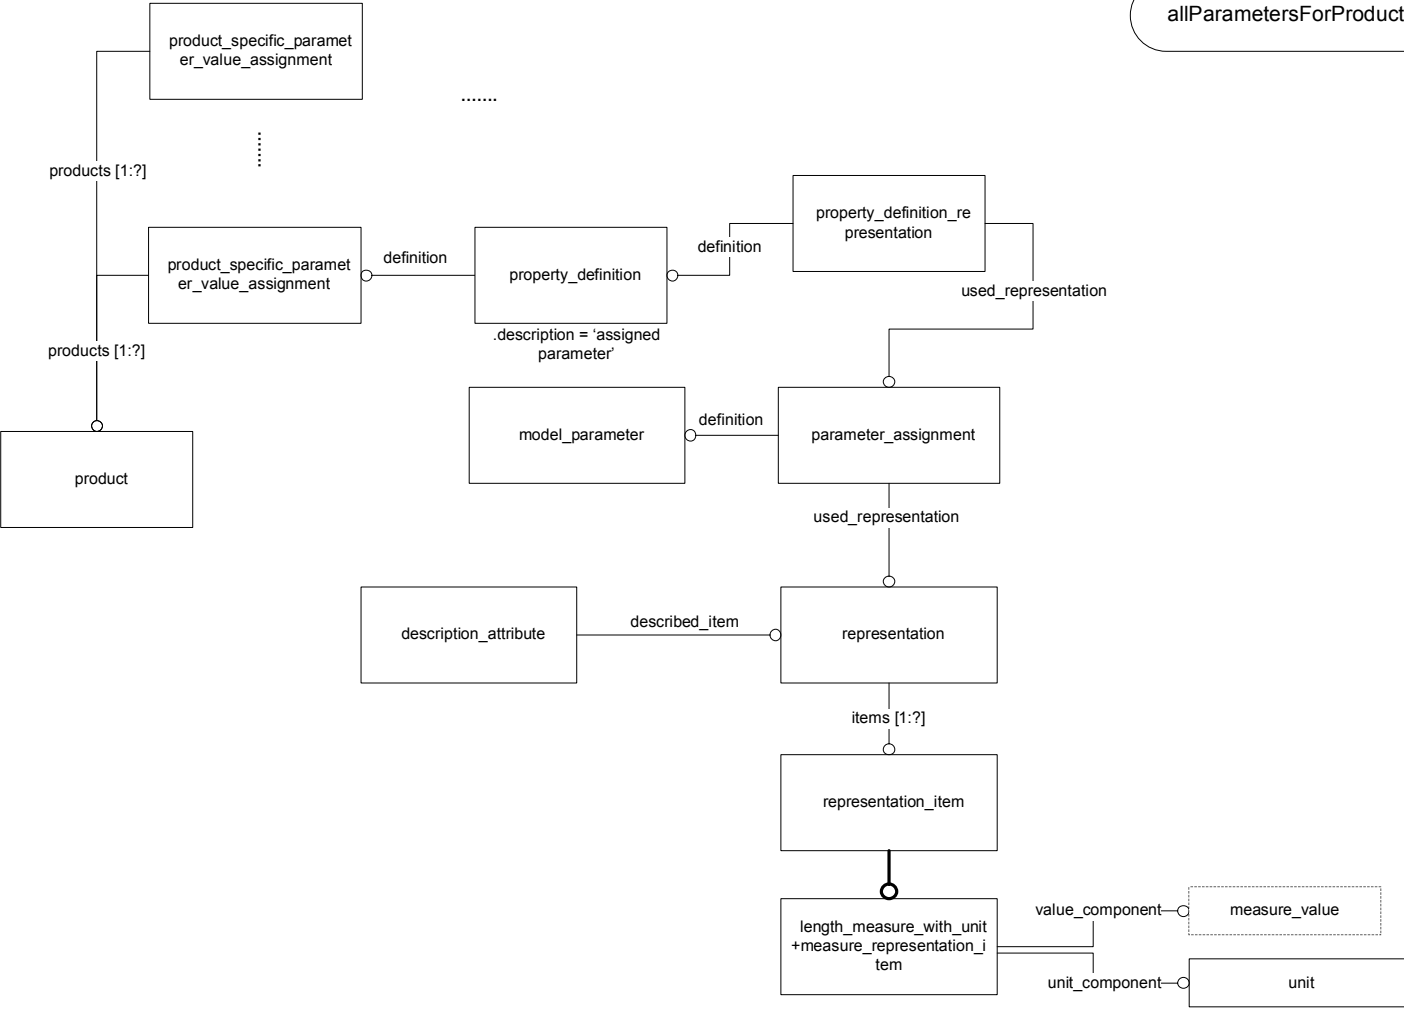 allParametersForProduct
product_specific_paramet
er_value_assignment
.......
.......
products [1:?]
product_specific_paramet
er_value_assignment
definition
property_definition
.description = ‘assigned
parameter’
definition
property_definition_re
presentation
used_representation
products [1:?]
product
model_parameter
definition
parameter_assignment
used_representation
description_attribute
described_item
representation
items [1:?]
representation_item
length_measure_with_unit
+measure_representation_i
tem
value_component
measure_value
unit_component
unit